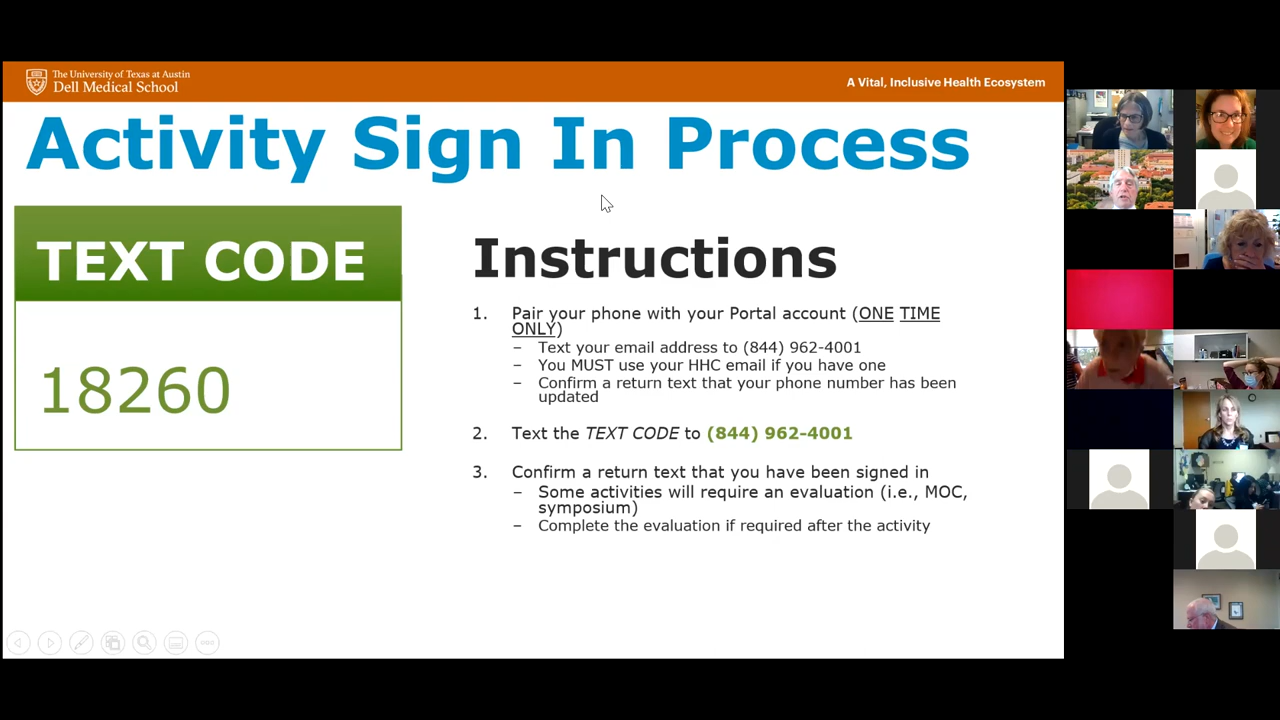 The University of Texas at Austin
Dell Medical School
A Vital, Inclusive Health Ecosystem
Activity Sign In Process
TEXT CODE
18260
Instructions
1. Pair your phone with your Portal account (ONE TIME
ONLY)
– Text your email address to (844) 962-4001
– You MUST use your HHC email if you have one
– Confirm a return text that your phone number has been
updated
2. Text the TEXT CODE to (844) 962-4001
3. Confirm a return text that you have been signed in
– Some activities will require an evaluation (i.e., MOC,
symposium)
– Complete the evaluation if required after the activity